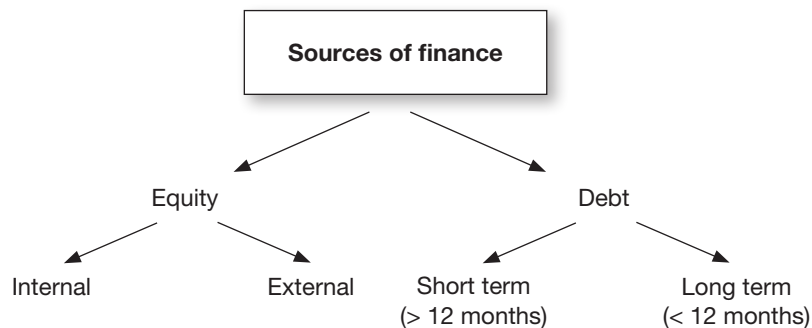 Sources of finance
Equity
Debt
Internal
External
Short term
(> 12 months)
Long term
(< 12 months)